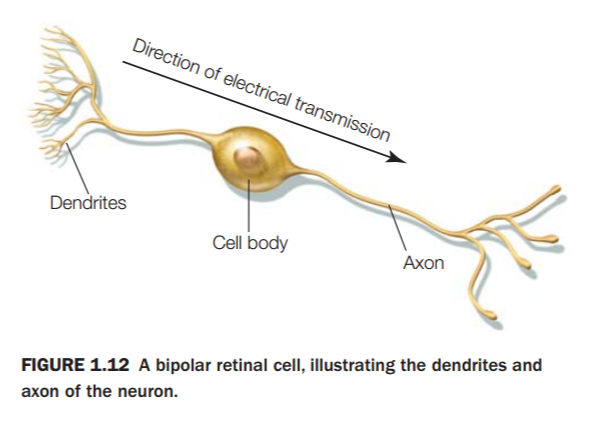 Direction of electrical transmission
Dendrites
Cell body
Axon
FIGURE 1.12 A bipolar retinal cell, illustrating the dendrites and
axon of the neuron.